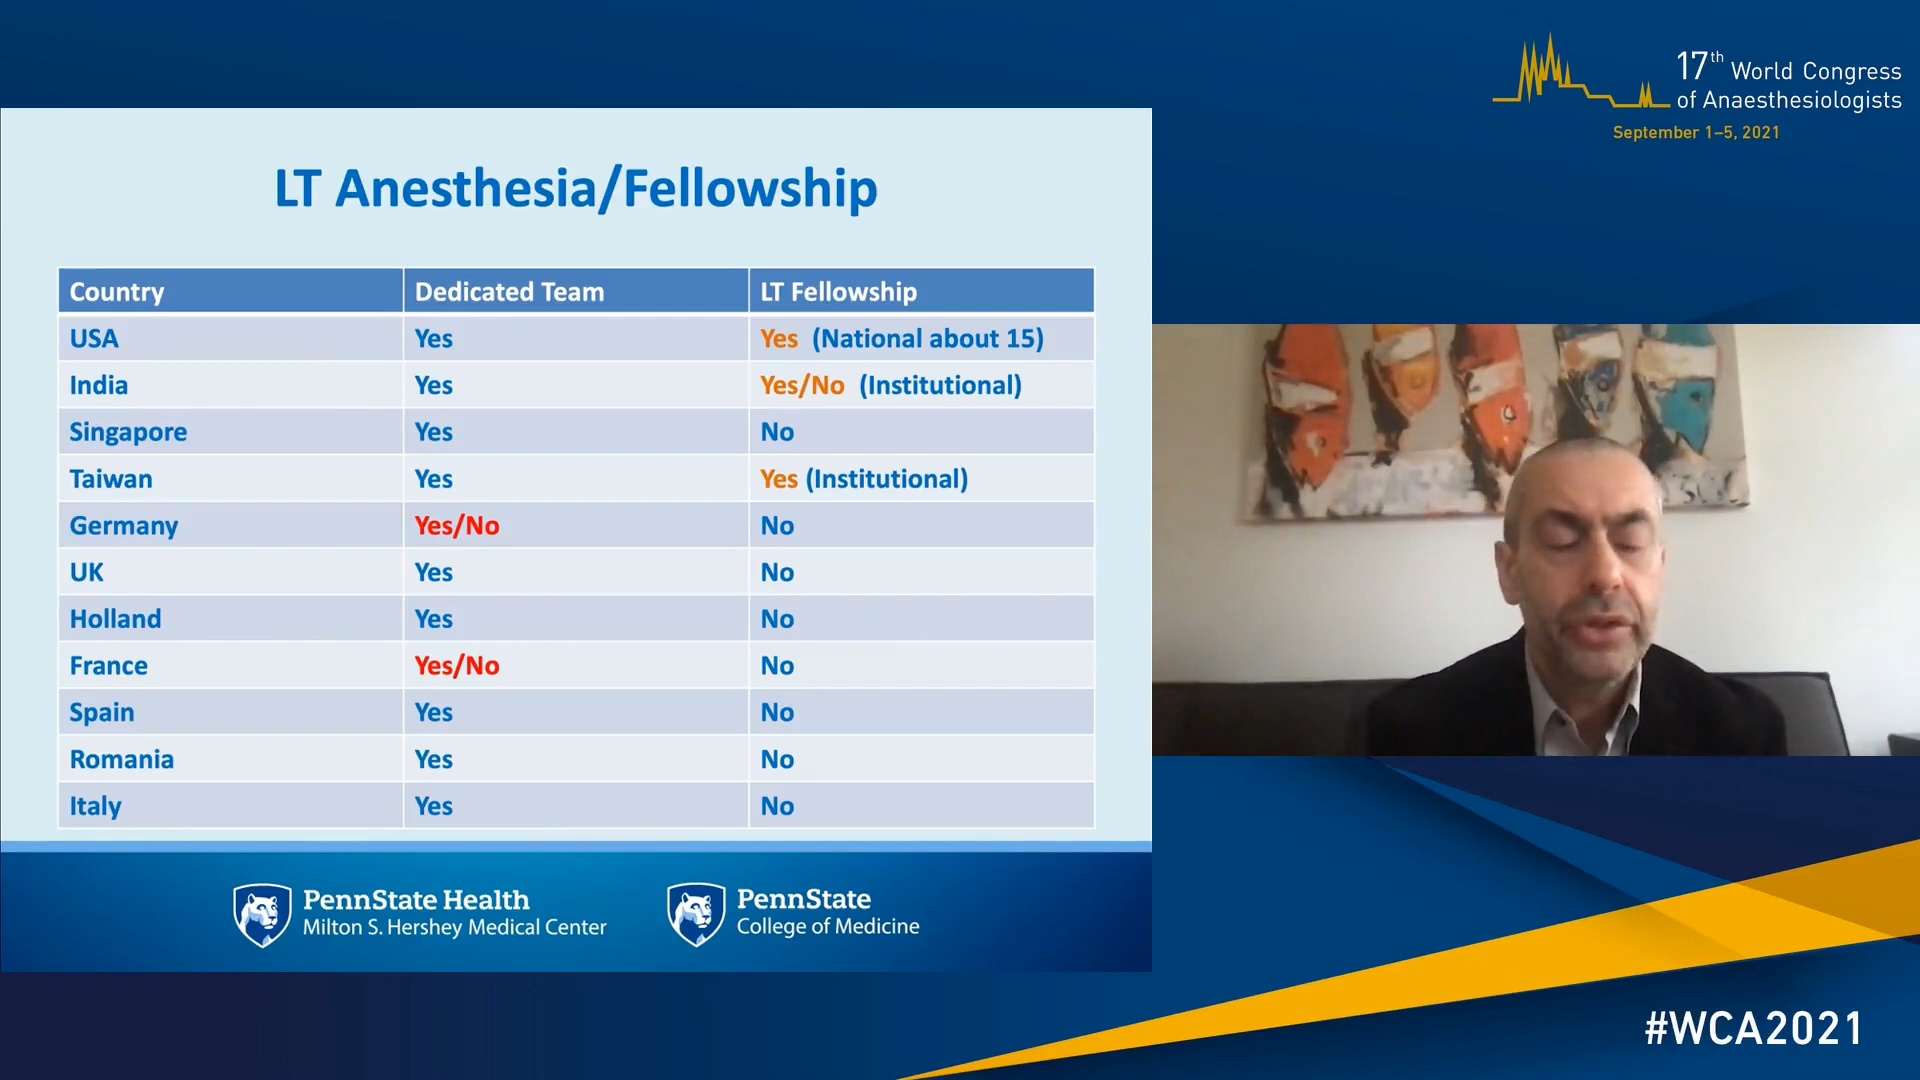 17th World Congress
of Anaesthesiologists
September 1–5, 2021
LT Anesthesia/Fellowship
Country Dedicated Team LT Fellowship
USA Yes Yes (National about 15)
India Yes Yes/No (Institutional)
Singapore Yes No
Taiwan Yes Yes (Institutional)
Germany Yes/No No
UK Yes No
Holland Yes No
France Yes/No No
Spain Yes No
Romania Yes No
Italy Yes No
PennState Health
Milton S. Hershey Medical Center
PennState
College of Medicine
#WCA2021